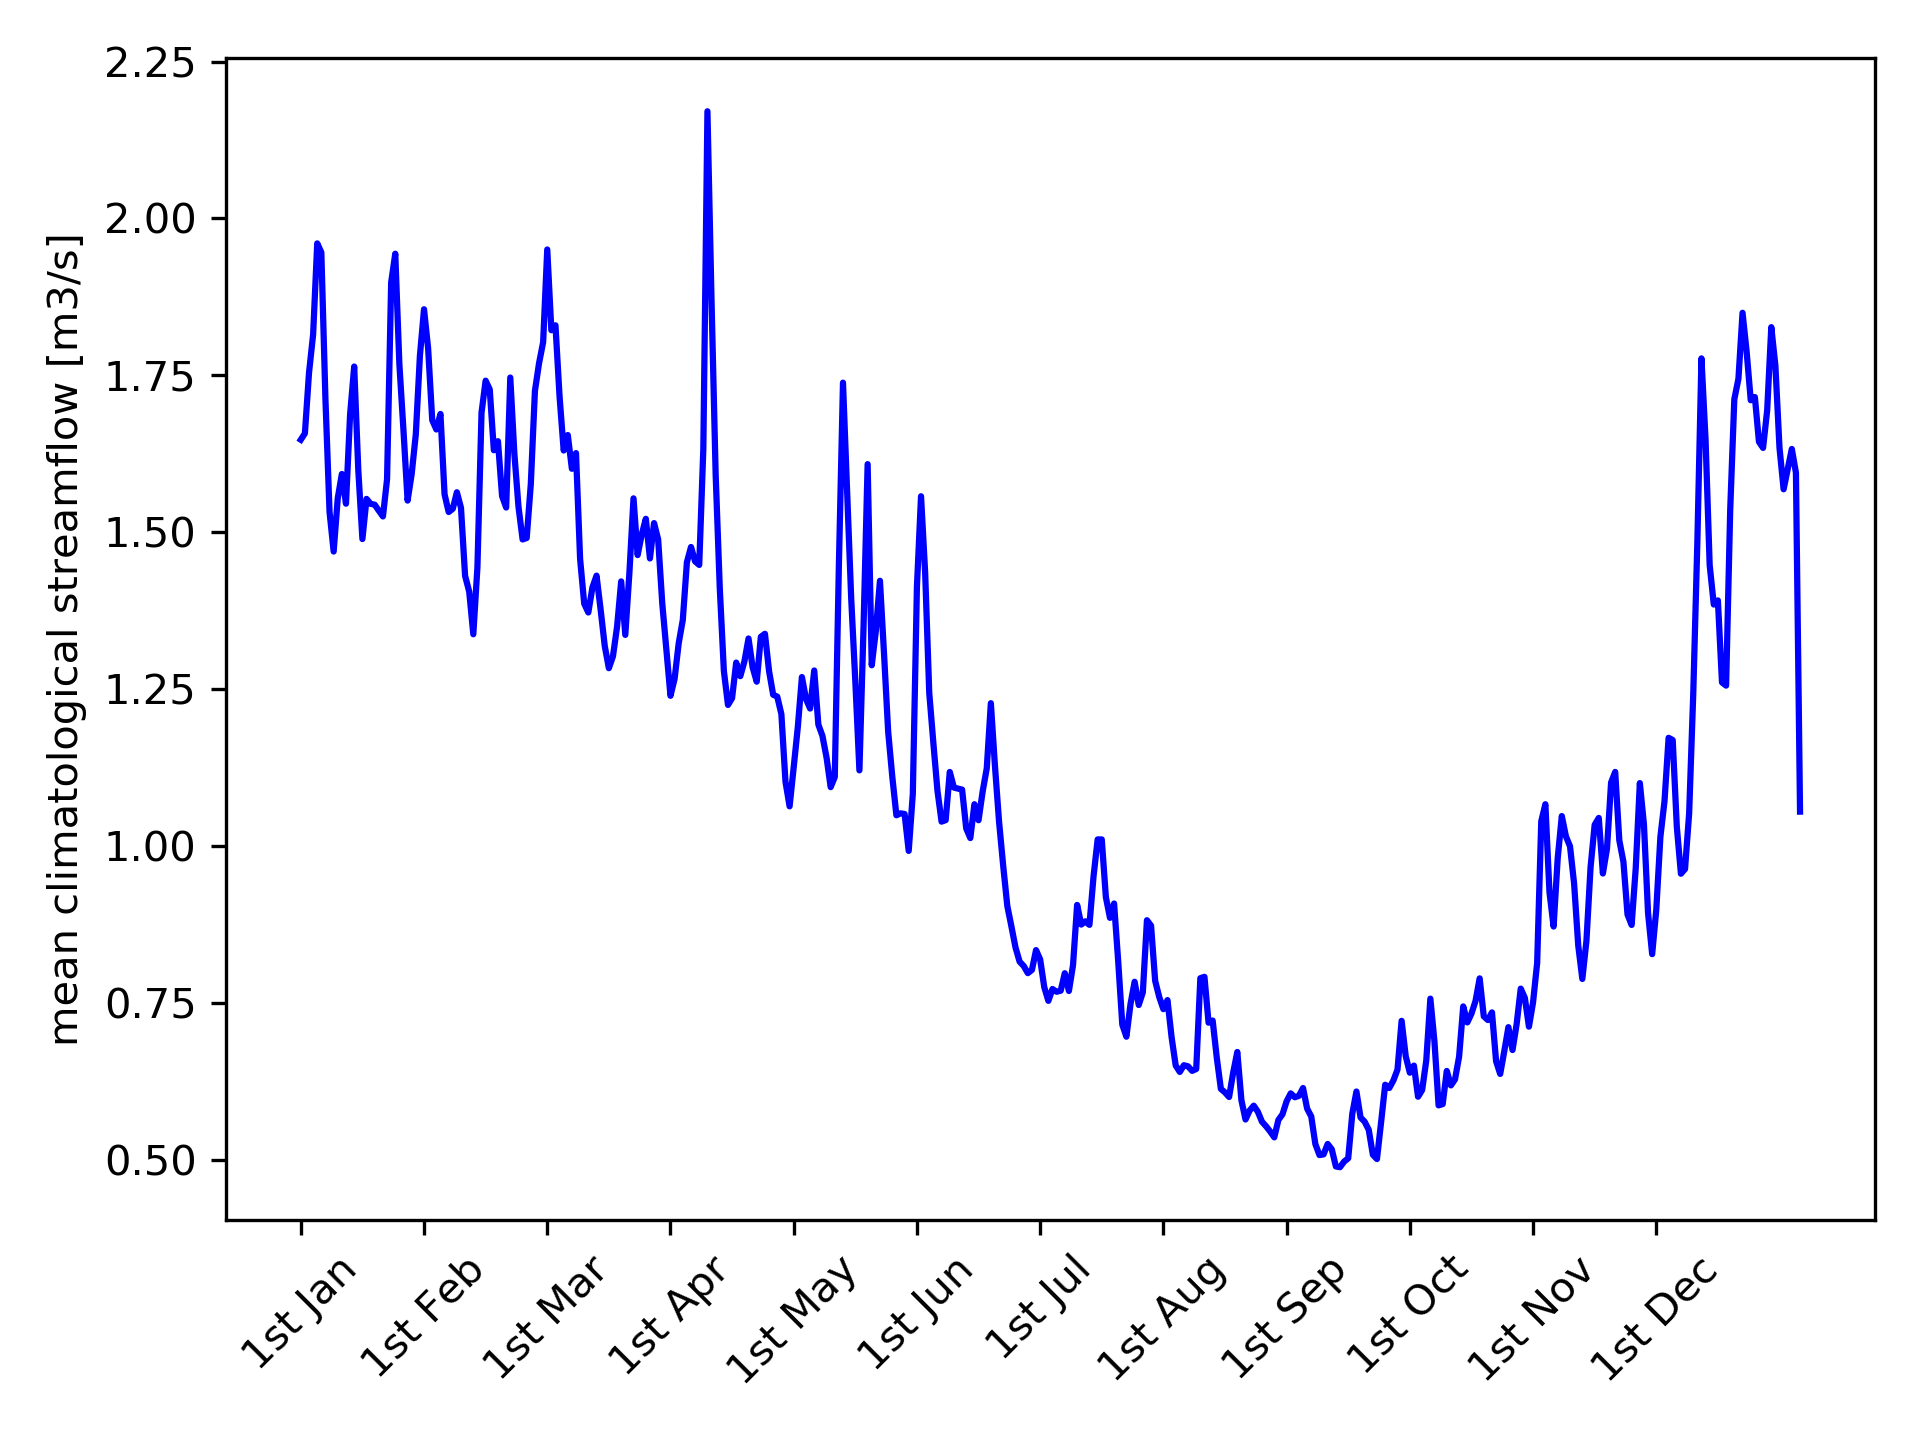 mean climatological streamflow [m3/s]
2.25
2.00
1.75
1.50
1.25
1.00
0.75
0.50
1st Jan
1st Feb
1st Mar
1st Apr
1st May
1st Jun
1st Jul
1st Aug
1st Sep
1st Oct
1st Nov
1st Dec